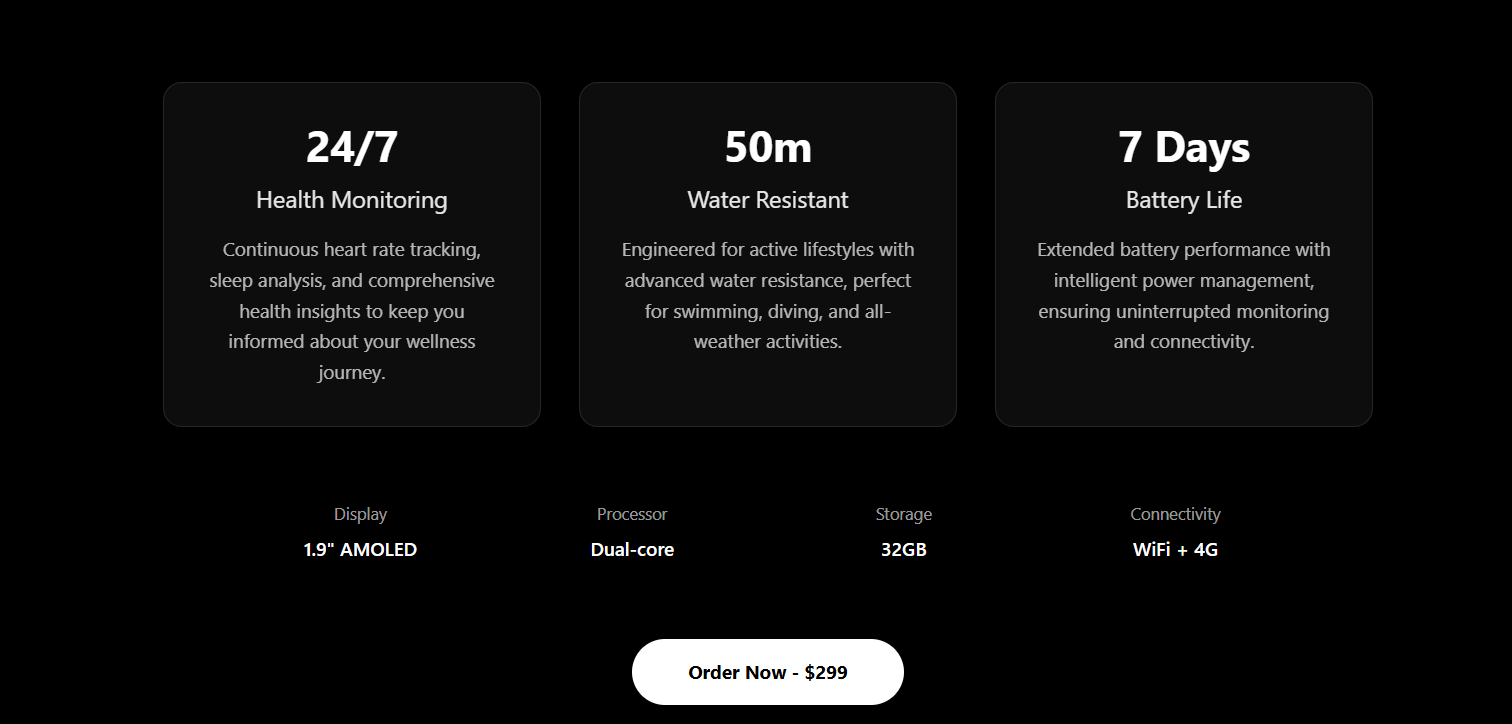 24/7
Health Monitoring
Continuous heart rate tracking,
sleep analysis, and comprehensive
health insights to keep you
informed about your wellness
journey.
50m
Water Resistant
Engineered for active lifestyles with
advanced water resistance, perfect
for swimming, diving, and all-
weather activities.
7 Days
Battery Life
Extended battery performance with
intelligent power management,
ensuring uninterrupted monitoring
and connectivity.
Display
1.9" AMOLED
Processor
Dual-core
Storage
32GB
Connectivity
WiFi + 4G
Order Now - $299